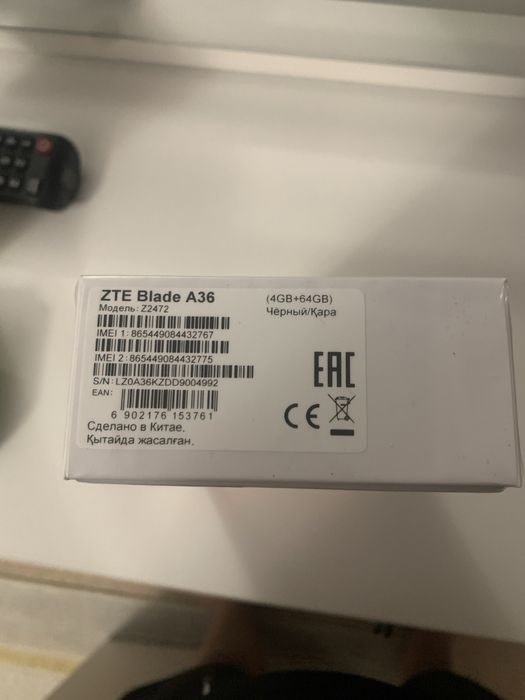 ZTE Blade A36
(4GB+64GB)
Модель: Z2472
Чёрный/Қара
IMEI 1: 865449084432767
IMEI 2: 865449084432775
S/N: LZ0A36KZDD9004992
EAN:
6 902176 153761
Сделано в Китае.
Қытайда жасалған.
EAC
CE